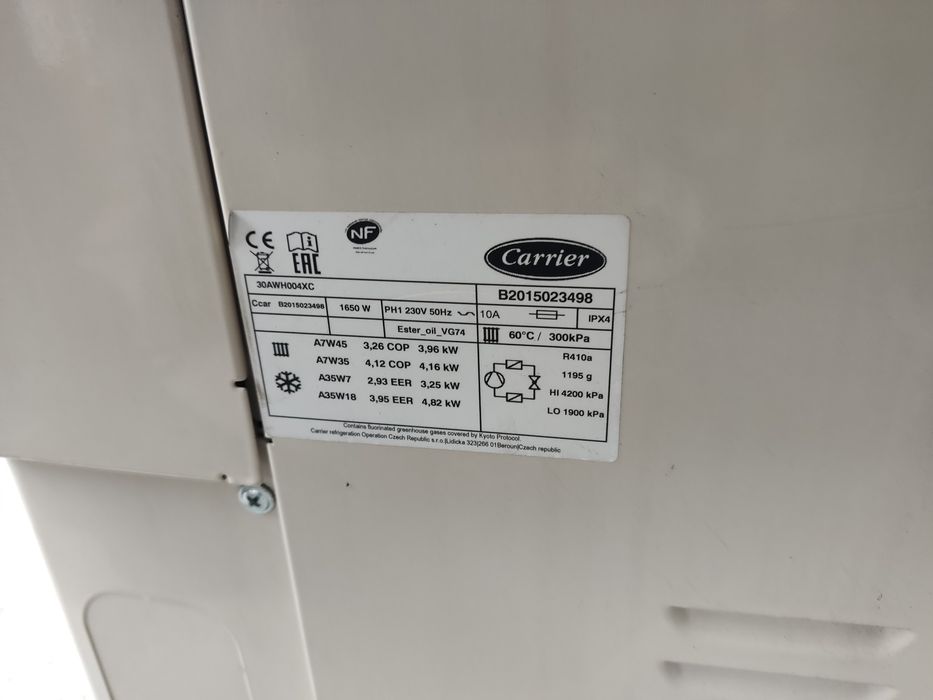 CE
NF
EAC
Carrier
30AWH004XC
B2015023498
Ccar B2015023498 1650 W PH1 230V 50Hz 10A IPX4
Ester_oil_VG74 60°C / 300kPa
A7W45 3,26 COP 3,96 kW
A7W35 4,12 COP 4,16 kW
A35W7 2,93 EER 3,25 kW
A35W18 3,95 EER 4,82 kW
R410a
1195 g
HI 4200 kPa
LO 1900 kPa
Contains fluorinated greenhouse gases covered by Kyoto Protocol.
Carrier refrigeration Operation Czech Republic s.r.o.|Lidicka 323|266 01Beroun|Czech republic